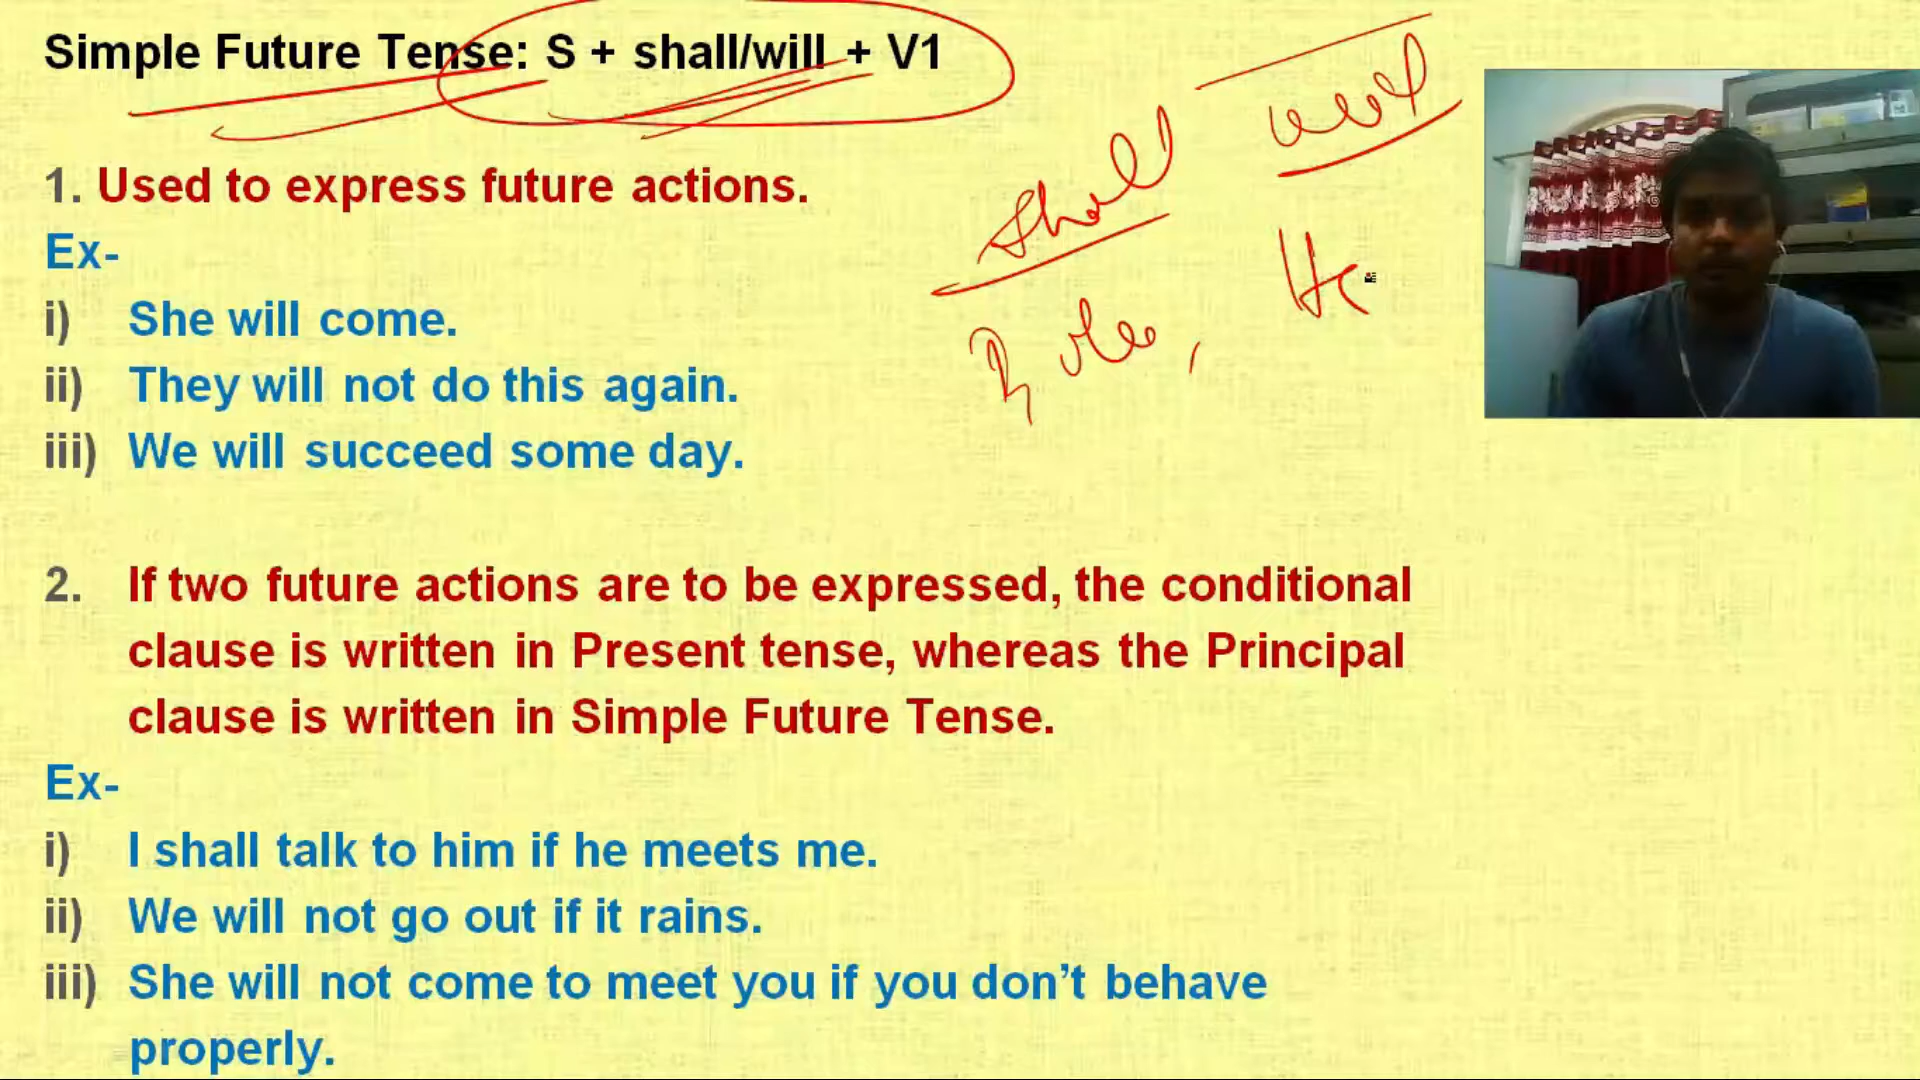 Simple Future Tense: S + shall/will + V1
shall will
He
1. Used to express future actions.
Ex-
i) She will come.
ii) They will not do this again.
iii) We will succeed some day.
2. If two future actions are to be expressed, the conditional
clause is written in Present tense, whereas the Principal
clause is written in Simple Future Tense.
Ex-
i) I shall talk to him if he meets me.
ii) We will not go out if it rains.
iii) She will not come to meet you if you don’t behave
properly.